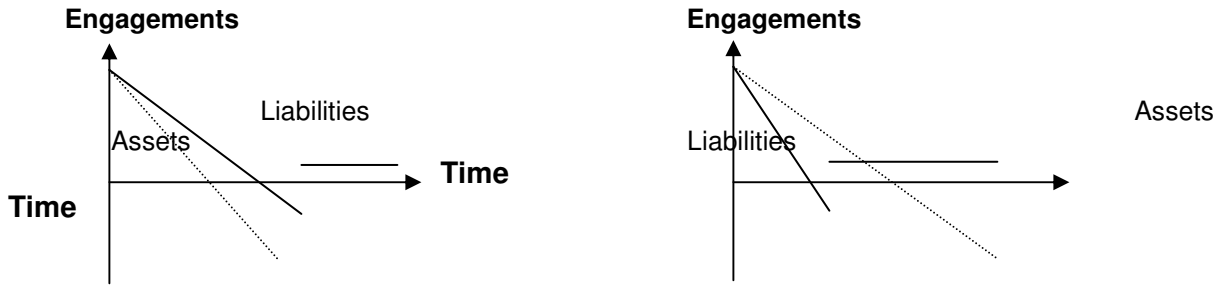 Engagements
Liabilities
Assets
Time
Time
Engagements
Assets
Liabilities